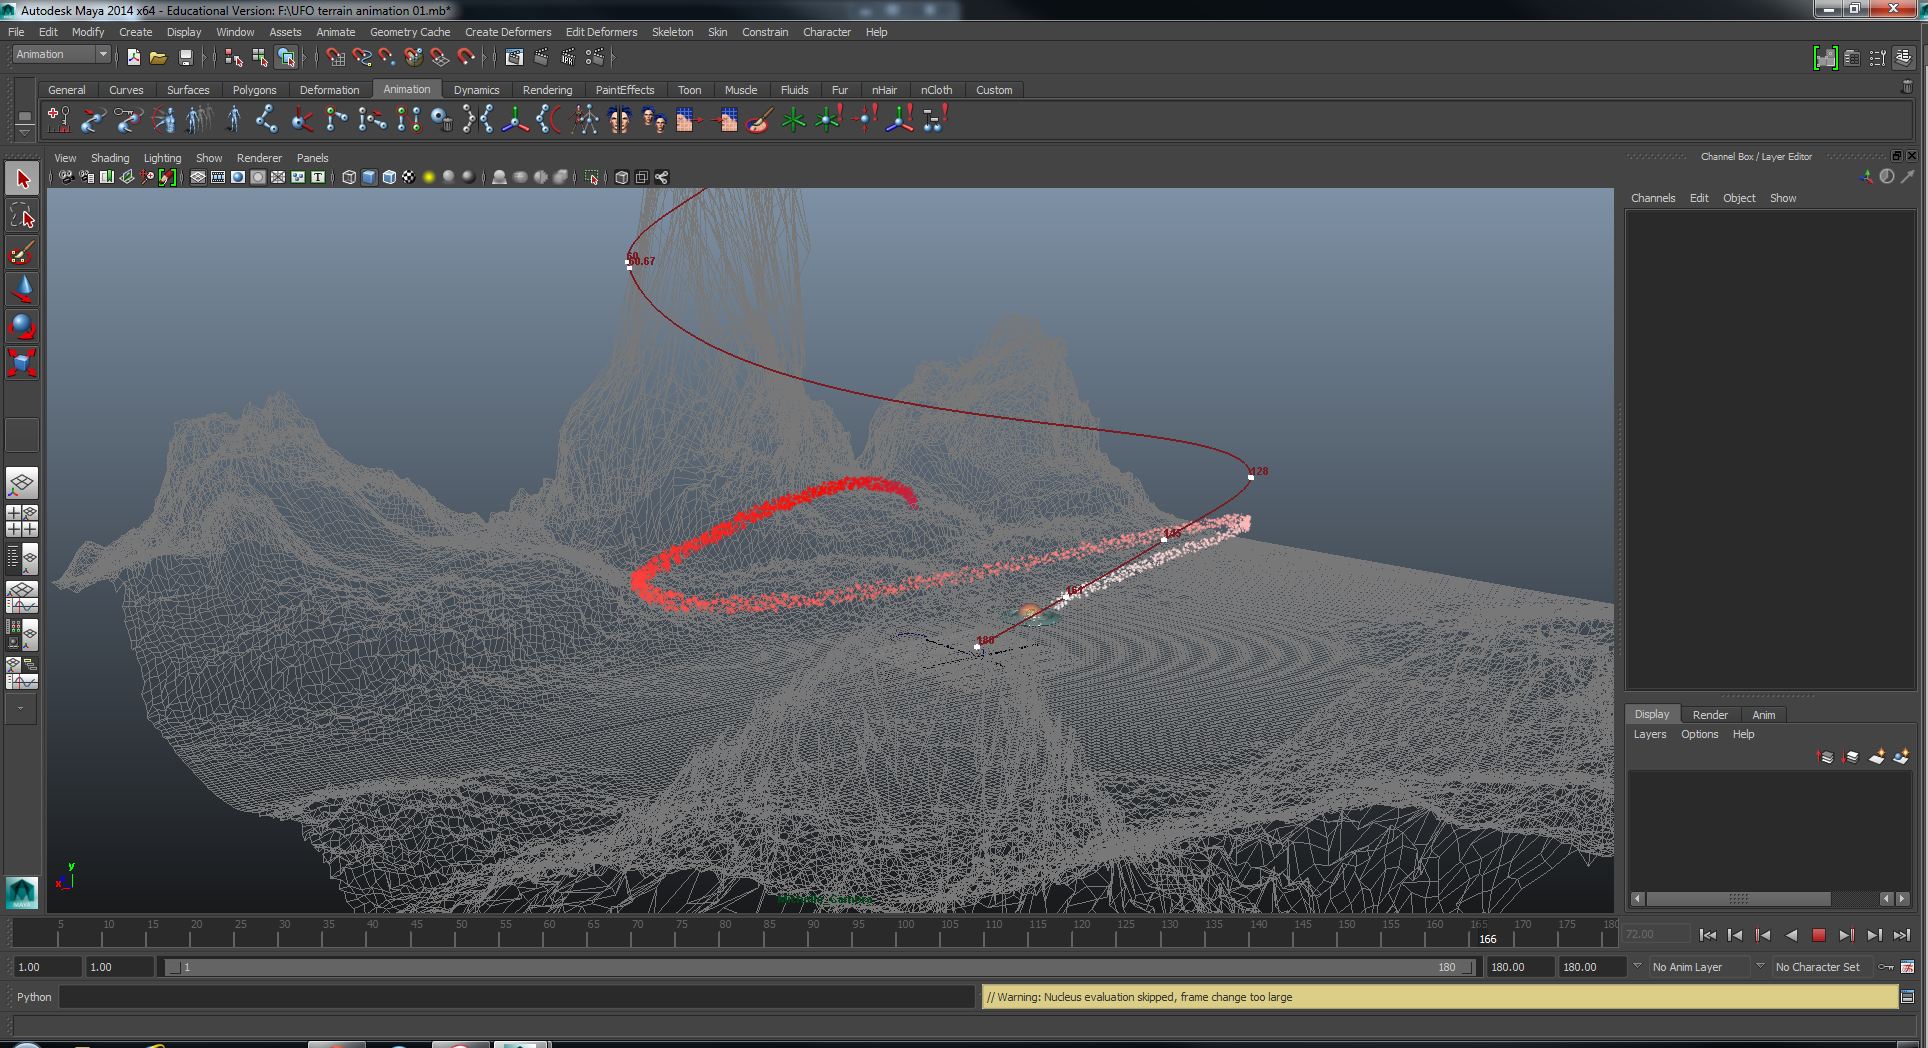 Autodesk Maya 2014 x64 - Educational Version: F:\UFO terrain animation 01.mb*
File Edit Modify Create Display Window Assets Animate Geometry Cache Create Deformers Edit Deformers Skeleton Skin Constrain Character Help
Animation
General Curves Surfaces Polygons Deformation Animation Dynamics Rendering PaintEffects Toon Muscle Fluids Fur nHair nCloth Custom
View Shading Lighting Show Renderer Panels
Channel Box / Layer Editor
Channels Edit Object Show
60
60.67
128
180
Display Render Anim
Layers Options Help
y
x
MAYA
5 10 15 20 25 30 35 40 45 50 55 60 65 70 75 80 85 90 95 100 105 110 115 120 125 130 135 140 145 150 155 160 165 170 175 180
166
72.00
1.00 1.00 1 180 180.00 180.00 No Anim Layer No Character Set
Python // Warning: Nucleus evaluation skipped, frame change too large